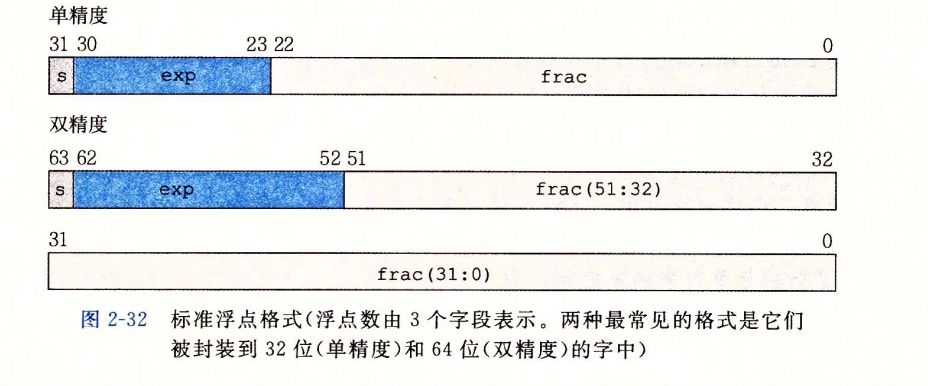 单精度
31 30 23 22 0
s exp frac
双精度
63 62 52 51 32
s exp frac(51:32)
31 0
frac(31:0)
图 2-32 标准浮点格式(浮点数由 3 个字段表示。两种最常见的格式是它们
被封装到 32 位(单精度)和 64 位(双精度)的字中)